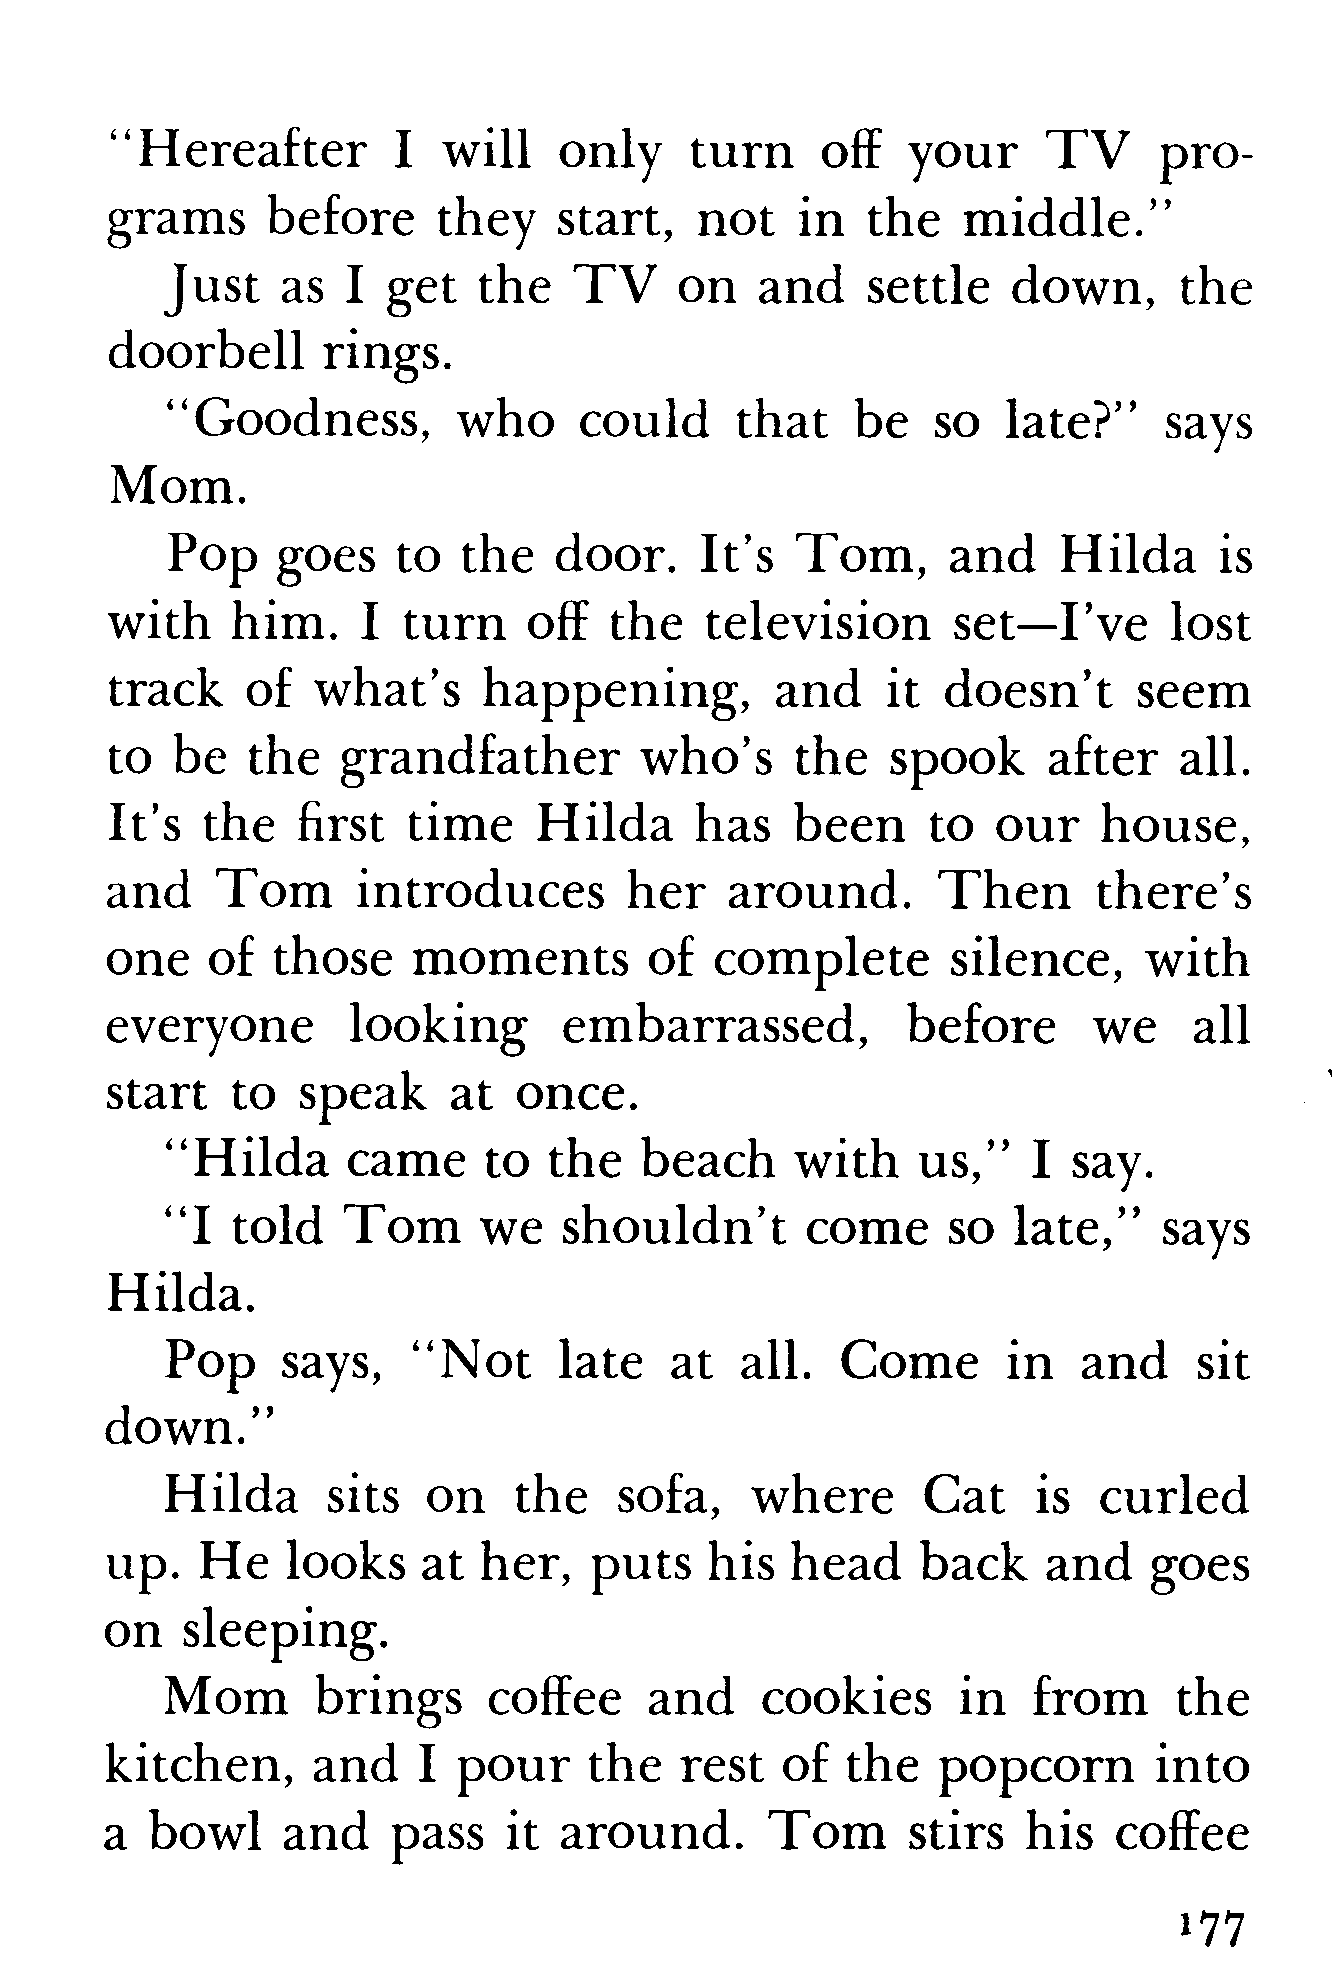 “Hereafter I will only turn off your TV pro-
grams before they start, not in the middle.”
Just as I get the TV on and settle down, the
doorbell rings.
“Goodness, who could that be so late?” says
Mom.
Pop goes to the door. It’s Tom, and Hilda is
with him. I turn off the television set—I’ve lost
track of what’s happening, and it doesn’t seem
to be the grandfather who’s the spook after all.
It’s the first time Hilda has been to our house,
and Tom introduces her around. Then there’s
one of those moments of complete silence, with
everyone looking embarrassed, before we all
start to speak at once.
“Hilda came to the beach with us,” I say.
“I told Tom we shouldn’t come so late,” says
Hilda.
Pop says, “Not late at all. Come in and sit
down.”
Hilda sits on the sofa, where Cat is curled
up. He looks at her, puts his head back and goes
on sleeping.
Mom brings coffee and cookies in from the
kitchen, and I pour the rest of the popcorn into
a bowl and pass it around. Tom stirs his coffee
177